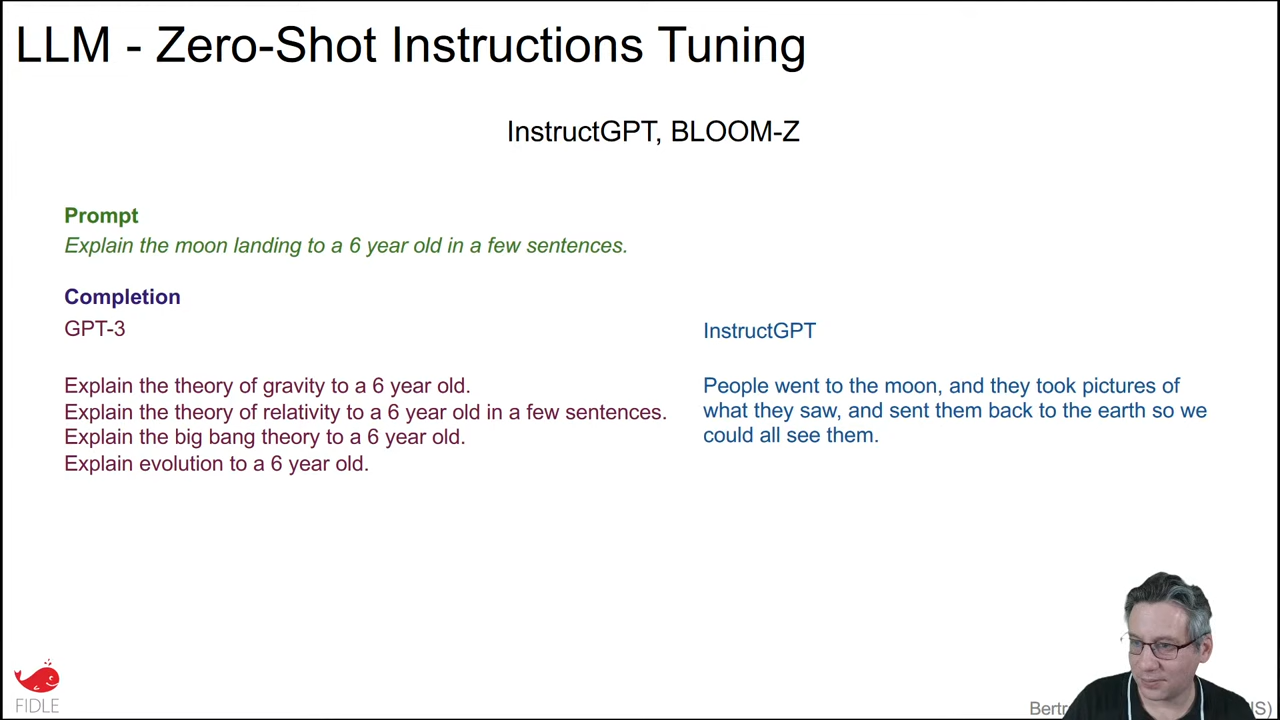 LLM - Zero-Shot Instructions Tuning
InstructGPT, BLOOM-Z
Prompt
Explain the moon landing to a 6 year old in a few sentences.
Completion
GPT-3
Explain the theory of gravity to a 6 year old.
Explain the theory of relativity to a 6 year old in a few sentences.
Explain the big bang theory to a 6 year old.
Explain evolution to a 6 year old.
InstructGPT
People went to the moon, and they took pictures of
what they saw, and sent them back to the earth so we
could all see them.
FIDLE